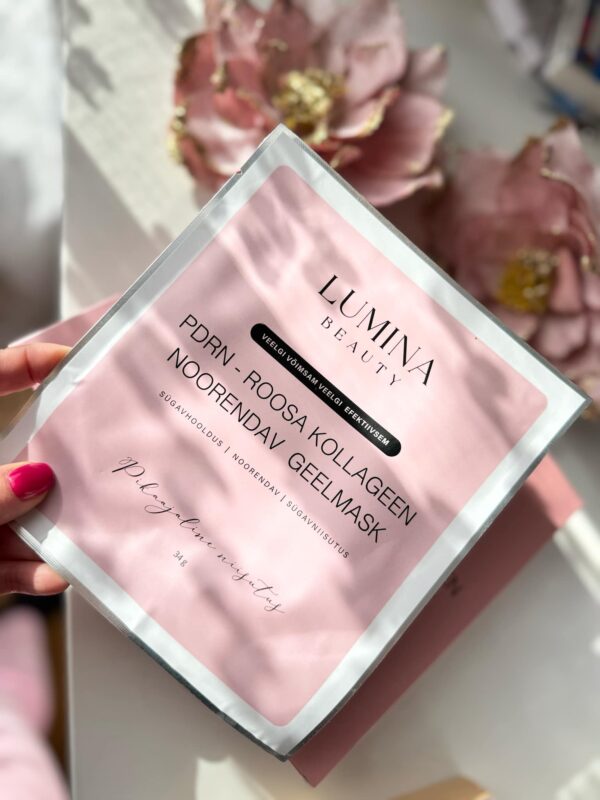 LUMINA
BEAUTY
VEELGI VÕIMSAM VEELGI EFEKTIIVSEM
PDRN - ROOSA KOLLAGEEN
NOORENDAV GEELMASK
SÜGAVHOOLDUS | NOORENDAV | SÜGAVNIISUTUS
Pikaajaline niisutus
34g